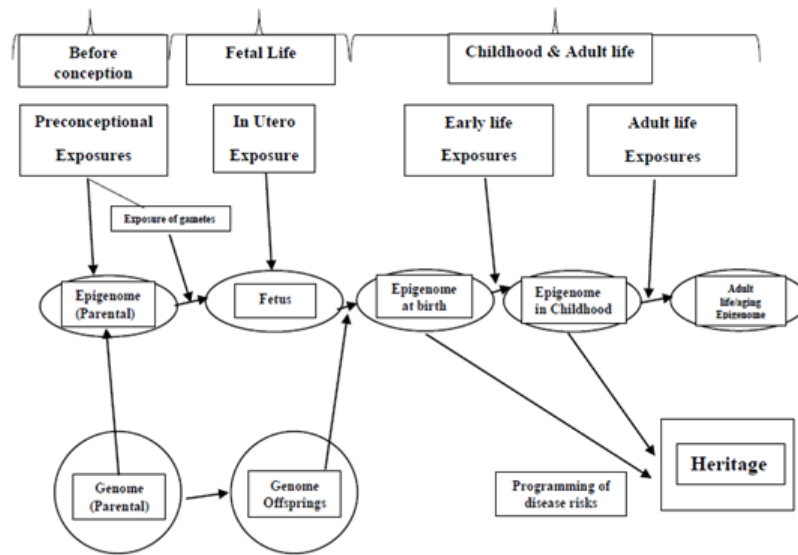 Before
conception
Fetal Life
Childhood & Adult life
Preconceptional
Exposures
In Utero
Exposure
Early life
Exposures
Adult life
Exposures
Exposure of gametes
Epigenome
(Parental)
Fetus
Epigenome
at birth
Epigenome
in Childhood
Adult
life/aging
Epigenome
Genome
(Parental)
Genome
Offsprings
Programming of
disease risks
Heritage